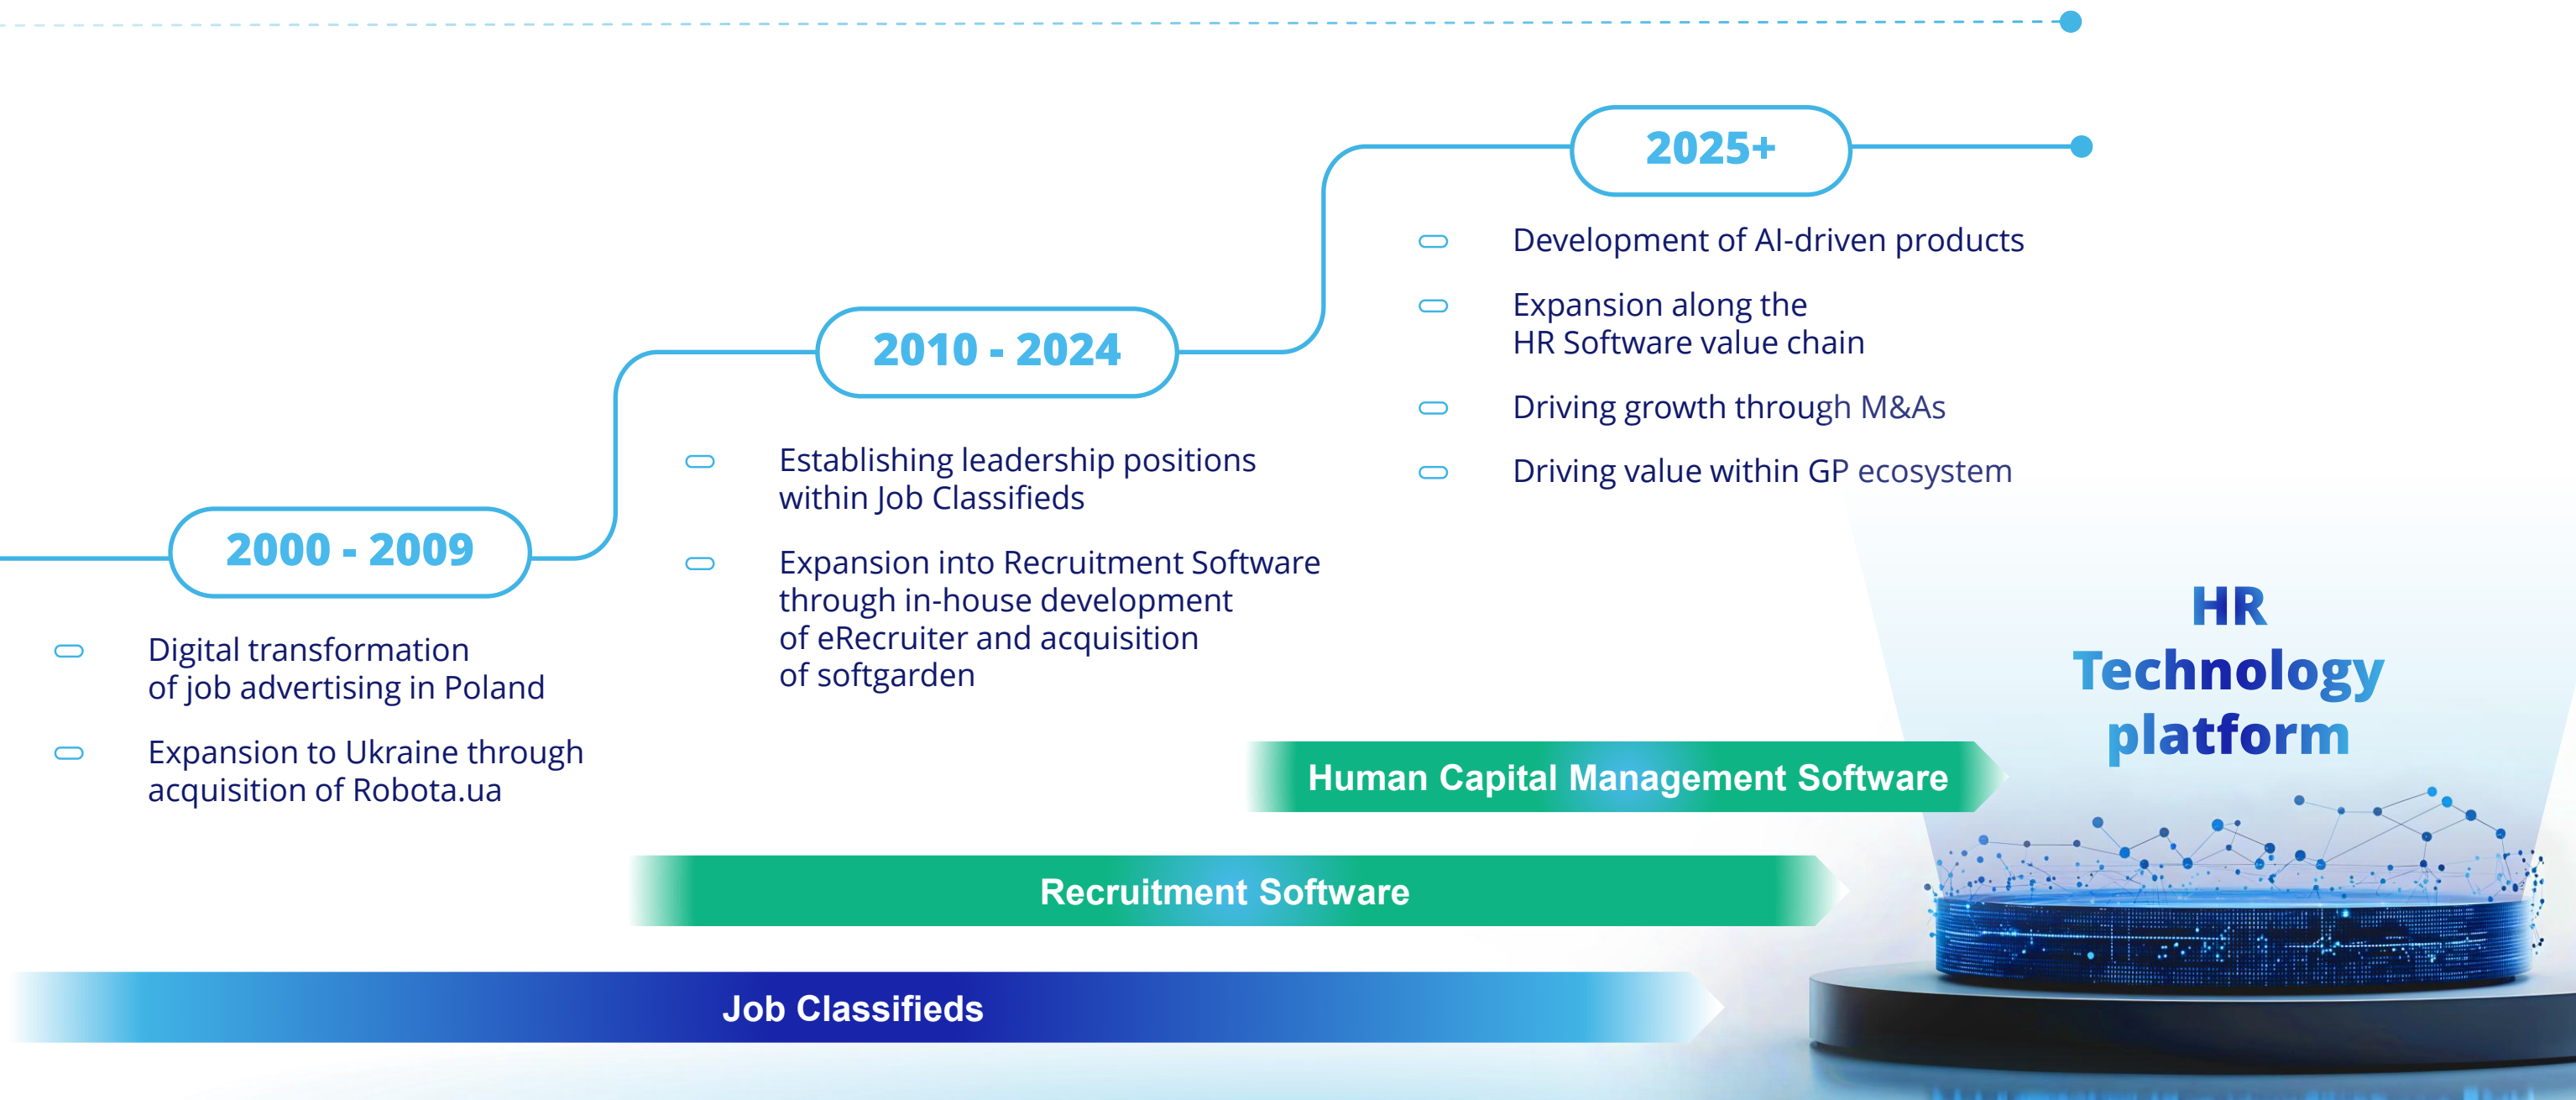 2000 - 2009
Digital transformation
of job advertising in Poland
Expansion to Ukraine through
acquisition of Robota.ua
2010 - 2024
Establishing leadership positions
within Job Classifieds
Expansion into Recruitment Software
through in-house development
of eRecruiter and acquisition
of softgarden
2025+
Development of AI-driven products
Expansion along the
HR Software value chain
Driving growth through M&As
Driving value within GP ecosystem
HR
Technology
platform
Human Capital Management Software
Recruitment Software
Job Classifieds